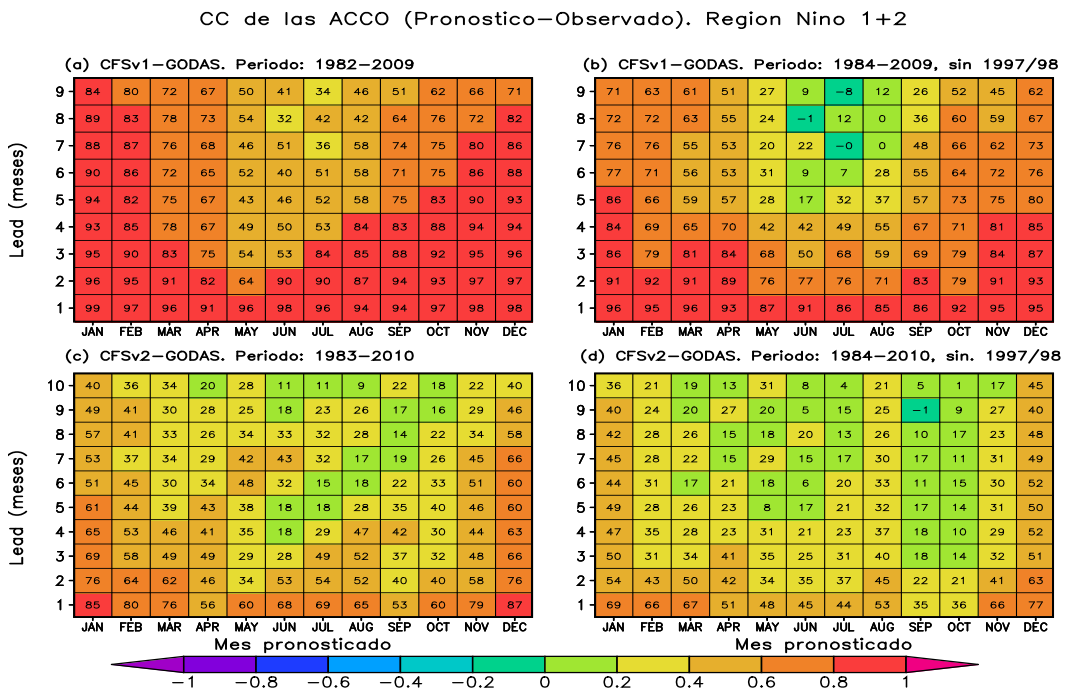 CC de las ACCO (Pronostico-Observado). Region Nino 1+2
(a) CFSv1-GODAS. Periodo: 1982-2009
9 84 80 72 67 50 41 34 46 51 62 66 71
8 89 83 78 73 54 32 42 42 64 76 72 82
7 88 87 76 68 46 51 36 58 74 75 80 86
6 90 86 72 65 52 40 51 58 71 75 86 88
5 94 82 75 67 43 46 52 58 75 83 90 93
4 93 85 78 67 49 50 53 84 83 88 94 94
3 95 90 83 75 54 53 84 85 88 92 95 96
2 96 95 91 82 64 90 90 87 94 93 97 97
1 99 97 96 91 96 98 96 94 94 97 98 98
JAN FEB MAR APR MAY JUN JUL AUG SEP OCT NOV DEC
Lead (meses)
(b) CFSv1-GODAS. Periodo: 1984-2009, sin 1997/98
9 71 63 61 51 27 9 -8 12 26 52 45 62
8 72 72 63 55 24 -1 12 0 36 60 59 67
7 76 76 55 53 20 22 -0 0 48 66 62 73
6 77 71 56 53 31 9 7 28 55 64 72 76
5 86 66 59 57 28 17 32 37 57 73 75 80
4 84 69 65 70 42 42 49 55 67 71 81 85
3 86 79 81 84 68 50 68 59 69 79 84 87
2 91 92 91 89 76 77 76 71 83 79 91 93
1 96 95 96 93 87 91 86 85 86 92 95 95
JAN FEB MAR APR MAY JUN JUL AUG SEP OCT NOV DEC
(c) CFSv2-GODAS. Periodo: 1983-2010
10 40 36 34 20 28 11 11 9 22 18 22 40
9 49 41 30 28 25 18 23 26 17 16 29 46
8 57 41 33 26 34 33 32 28 14 22 34 58
7 53 37 34 29 42 43 32 17 19 26 45 66
6 51 45 30 34 48 32 15 18 22 33 51 60
5 61 44 39 43 38 18 18 28 35 40 46 60
4 65 53 46 41 35 18 29 47 42 30 44 63
3 69 58 49 49 29 28 49 52 37 32 48 66
2 76 64 62 46 34 53 54 52 40 40 58 76
1 85 80 76 56 60 68 69 65 53 60 79 87
JAN FEB MAR APR MAY JUN JUL AUG SEP OCT NOV DEC
Lead (meses)
Mes pronosticado
(d) CFSv2-GODAS. Periodo: 1984-2010, sin. 1997/98
10 36 21 19 13 31 8 4 21 5 1 17 45
9 40 24 20 27 20 5 15 25 -1 9 27 40
8 42 28 26 15 18 20 13 26 10 17 23 48
7 45 28 22 15 29 15 17 30 17 11 31 49
6 44 31 17 21 18 6 20 33 11 15 30 52
5 49 28 26 23 8 17 21 32 17 14 31 50
4 47 35 28 23 31 21 23 37 18 10 29 52
3 50 31 34 41 35 25 31 40 18 14 32 51
2 54 43 50 42 34 35 37 45 22 21 41 63
1 69 66 67 51 48 45 44 53 35 36 66 77
JAN FEB MAR APR MAY JUN JUL AUG SEP OCT NOV DEC
Mes pronosticado
-1 -0.8 -0.6 -0.4 -0.2 0 0.2 0.4 0.6 0.8 1